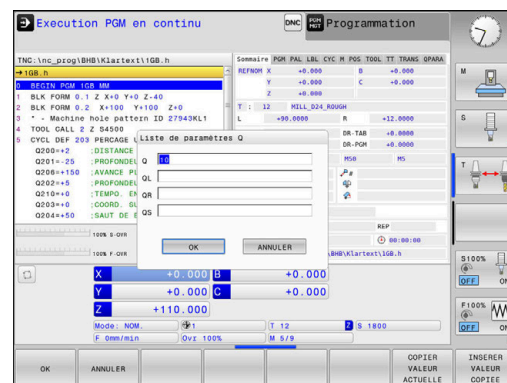 Execution PGM en continu
DNC
PGM MGT
Programmation
TNC:\nc_prog\BHB\Klartext\1GB.h
→1GB.h
0 BEGIN PGM 1GB MM
1 BLK FORM 0.1 Z X+0 Y+0 Z-40
2 BLK FORM 0.2 X+100 Y+100 Z+0
3 * - Machine hole pattern ID 27943KL1
4 TOOL CALL 2 Z S4500
5 CYCL DEF 203 PERCAGE U
Q200=+2 ;DISTANCE
Q201=-25 ;PROFONDEU
Q206=+150 ;AVANCE PL
Q202=+5 ;PROFONDEU
Q210=+0 ;TEMPO. EN
Q203=+0 ;COORD. SU
Q204=+50 ;SAUT DE B
100% S-OVR
100% F-OVR
Sommaire PGM PAL LBL CYC M POS TOOL TT TRANS QPARA
REFNOM X +0.000 B +0.000
Y +0.000 C +0.000
Z +0.000
T : 12 MILL_D24_ROUGH
L +90.0000 R +12.0000
DR-TAB +0.0000
DR-PGM +0.0000
M50 M5
REP
00:00:00
BHB\Klartext\1GB.h
Liste de paramètres Q
Q 10
QL
QR
QS
OK
ANNULER
X +0.000 B +0.000
Y +0.000 C +0.000
Z +110.000
Mode: NOM. 1 T 12 Z S 1800
F 0mm/min Ovr 100% M 5/9
M
S
T
S100%
OFF ON
F100%
OFF ON
OK
ANNULER
COPIER VALEUR ACTUELLE
INSERER VALEUR COPIEE